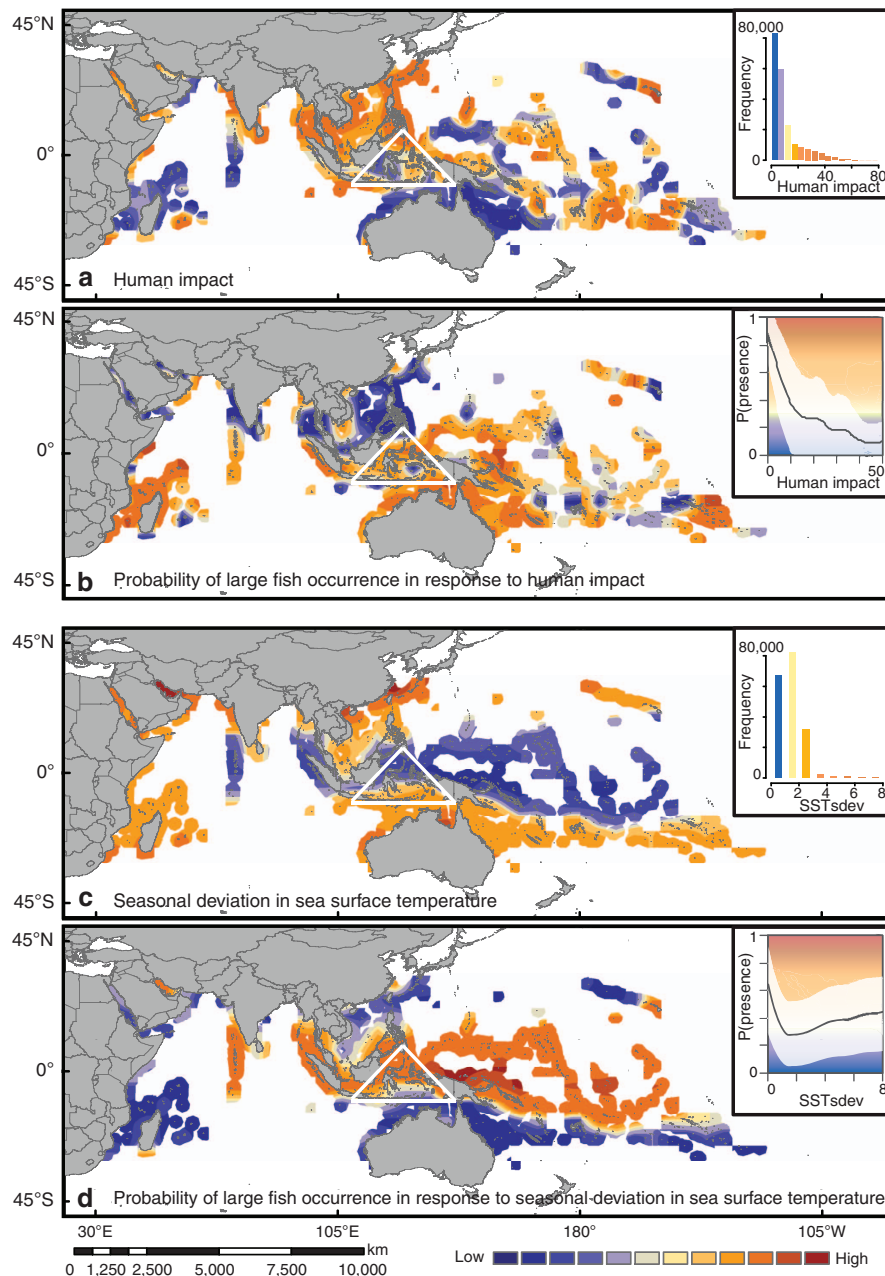 45°N
0°
45°S
a Human impact
80,000
Frequency
0
0 40 80
Human impact
45°N
0°
45°S
b Probability of large fish occurrence in response to human impact
1
P(presence)
0
0 50
Human impact
45°N
0°
45°S
c Seasonal deviation in sea surface temperature
80,000
Frequency
0
0 2 4 6 8
SSTsdev
45°N
0°
45°S
d Probability of large fish occurrence in response to seasonal deviation in sea surface temperature
1
P(presence)
0
0 8
SSTsdev
30°E 105°E 180° 105°W
km
0 1,250 2,500 5,000 7,500 10,000
Low High